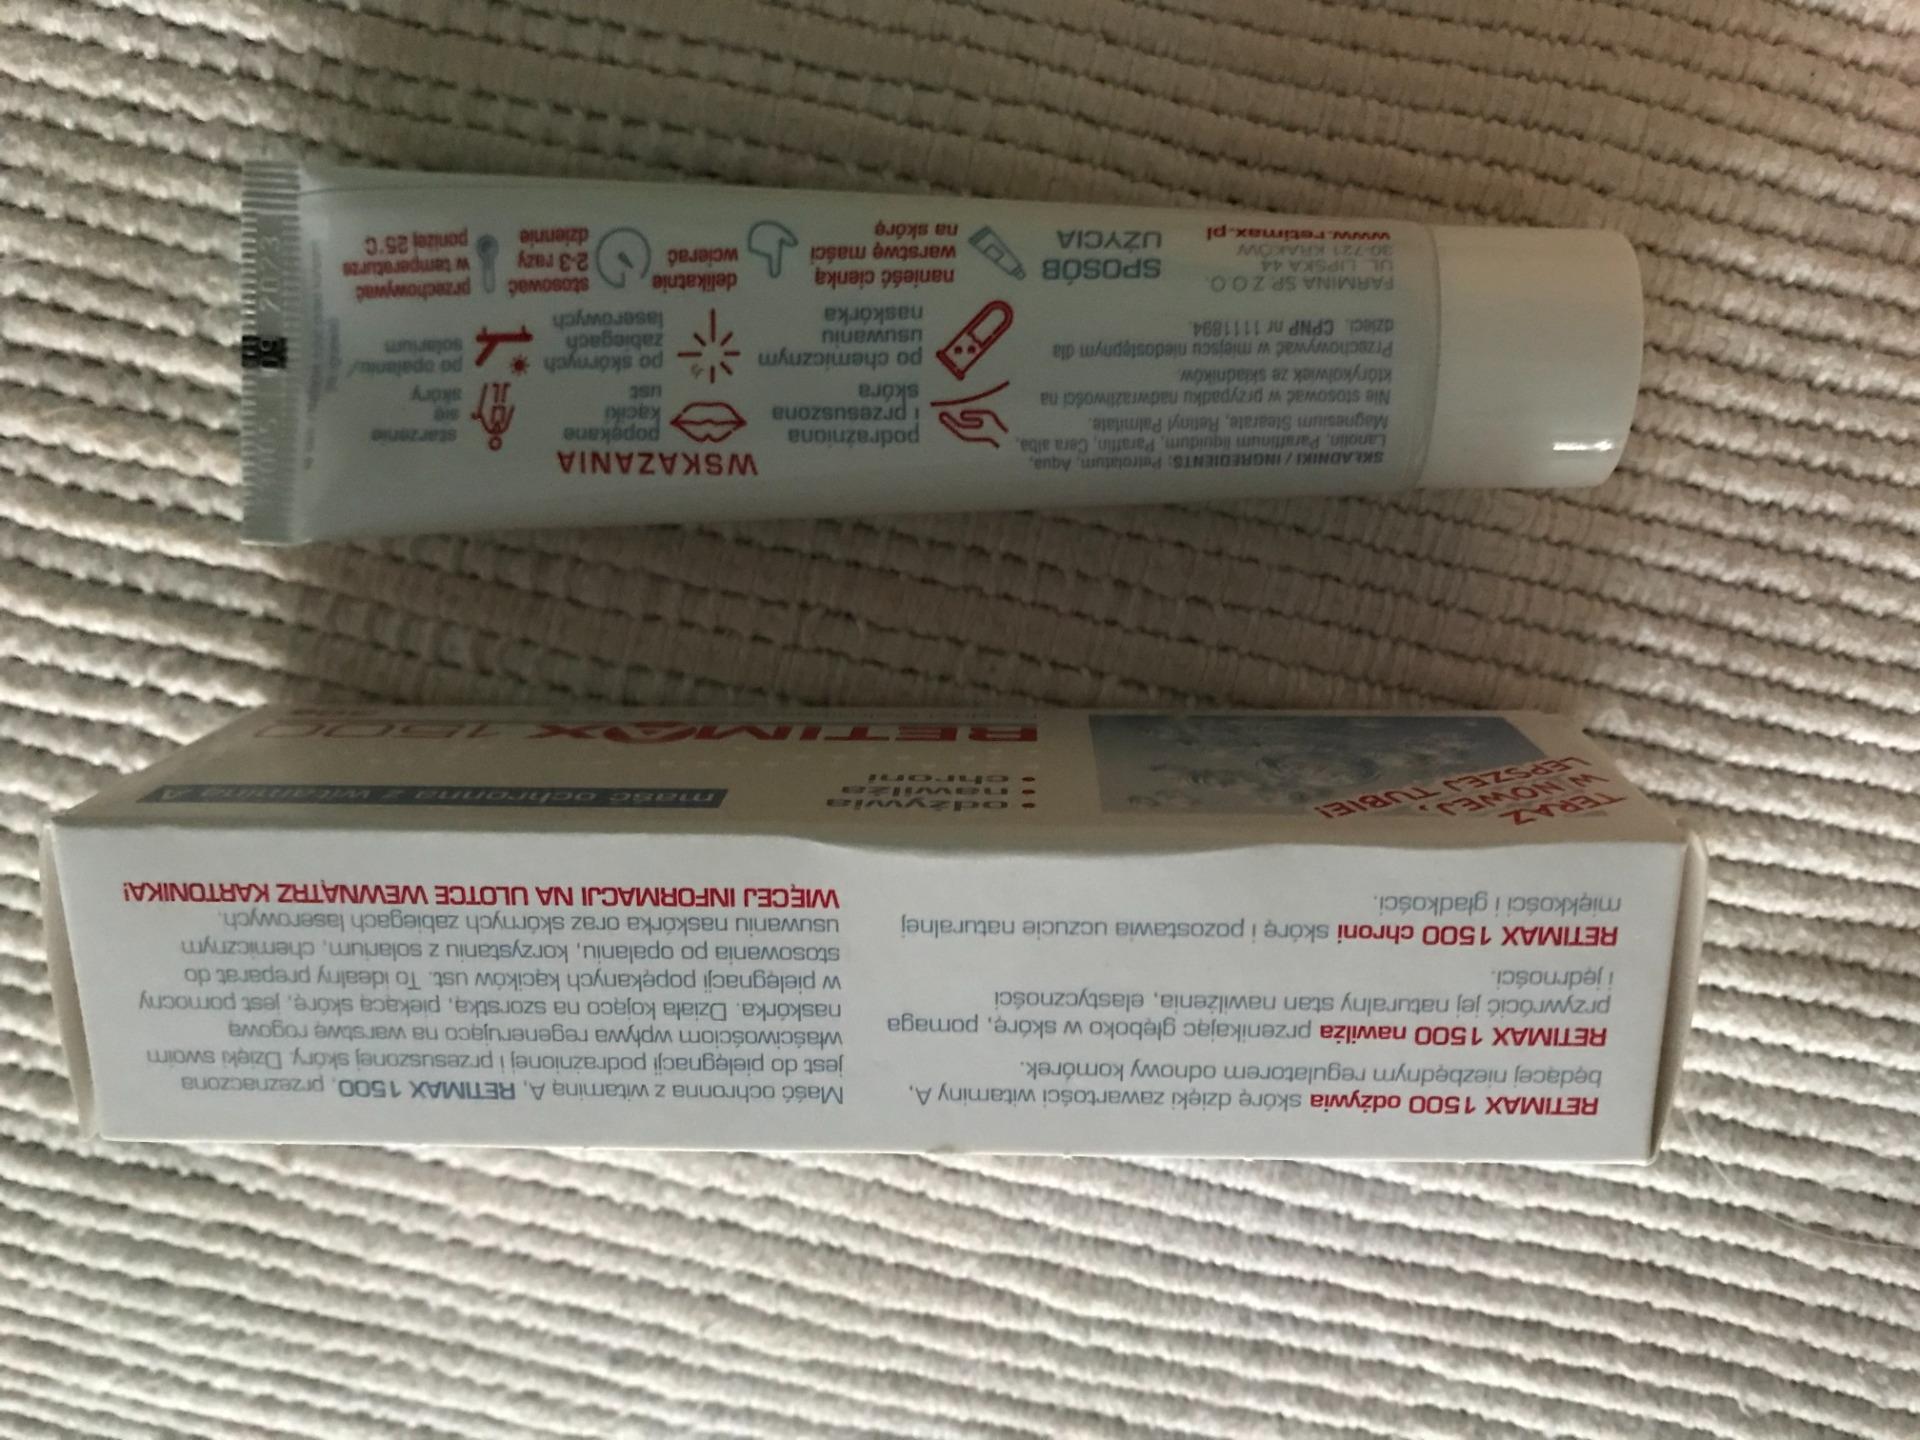 RETIMAX 1500 odżywia skórę dzięki zawartości witaminy A,
będącej niezbędnym regulatorem odnowy komórek.
RETIMAX 1500 nawilża przenikając głęboko w skórę, pomaga
przywrócić jej naturalny stan nawilżenia, elastyczności
i jędrności.
RETIMAX 1500 chroni skórę i pozostawia uczucie naturalnej
miękkości i gładkości.
Maść ochronna z witaminą A, RETIMAX 1500, przeznaczona
jest do pielęgnacji podrażnionej i przesuszonej skóry. Dzięki swoim
właściwościom wpływa regenerująco na warstwę rogową
naskórka. Działa kojąco na szorstką, piekącą skórę, jest pomocny
w pielęgnacji popękanych kącików ust. To idealny preparat do
stosowania po opalaniu, korzystaniu z solarium, chemicznym
usuwaniu naskórka oraz skórnych zabiegach laserowych.
WIĘCEJ INFORMACJI NA ULOTCE WEWNĄTRZ KARTONIKA!
TERAZ
W NOWEJ,
LEPSZEJ TUBIE!
• odżywia
• nawilża
• chroni
maść ochronna z witaminą A
RETIMAX 1500
SKŁADNIKI / INGREDIENTS: Petrolatum, Aqua,
Lanolin, Paraffinum liquidum, Paraffin, Cera alba,
Magnesium Stearate, Retinyl Palmitate.
Nie stosować w przypadku nadwrażliwości na
którykolwiek ze składników.
Przechowywać w miejscu niedostępnym dla
dzieci. CPNP nr 1111894.
FARMINA SP. Z O.O.
UL. LIPSKA 44
30-721 KRAKÓW
www.retimax.pl
WSKAZANIA
podrażniona
i przesuszona
skóra
popękane
kąciki
ust
starzenie
się
skóry
po chemicznym
usuwaniu
naskórka
po skórnych
zabiegach
laserowych
po opalaniu/
solarium
SPOSÓB
UŻYCIA
nanieść cienką
warstwę maści
na skórę
delikatnie
wcierać
stosować
2-3 razy
dziennie
przechowywać
w temperaturze
poniżej 25°C
2023